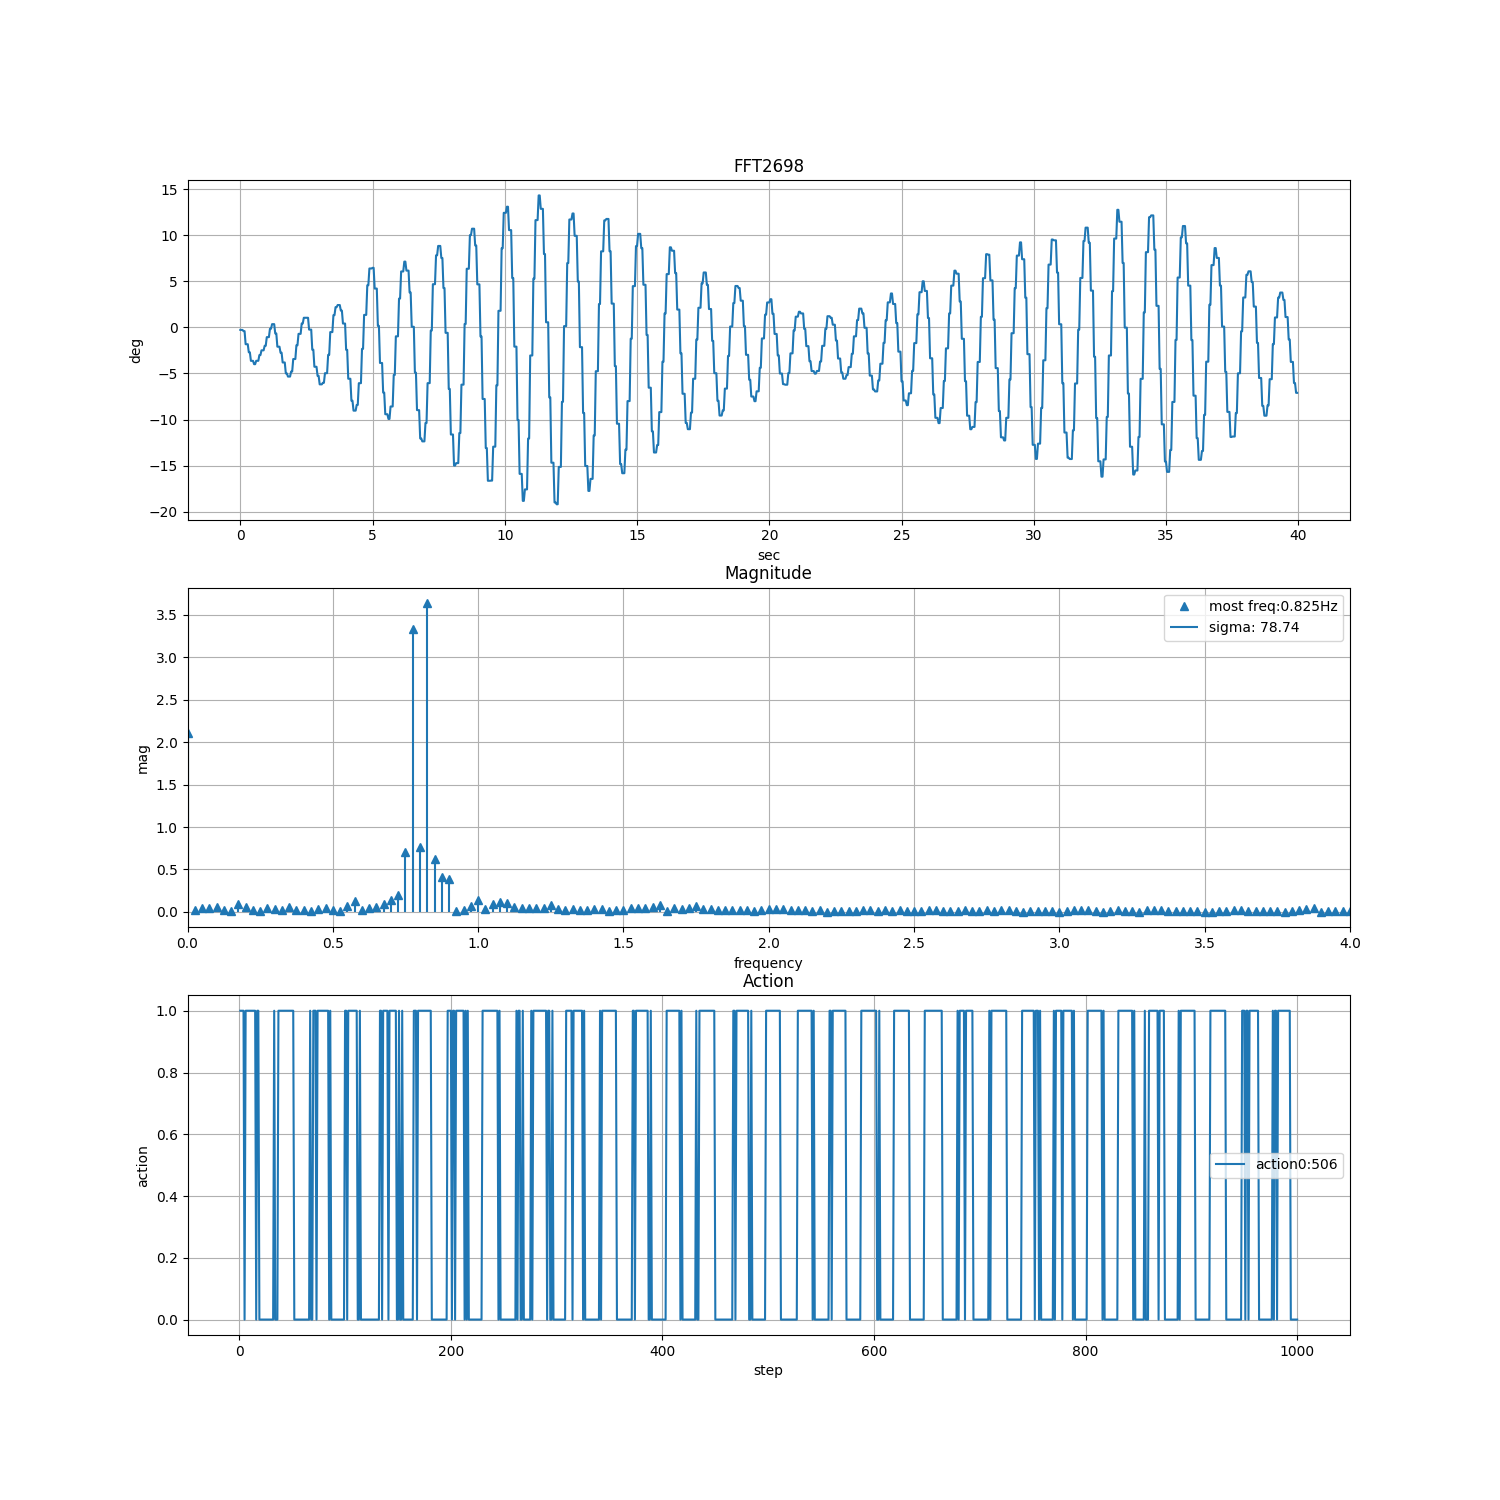 FFT2698
15
10
5
0
−5
−10
−15
−20
deg
0 5 10 15 20 25 30 35 40
sec
Magnitude
most freq:0.825Hz
sigma: 78.74
3.5
3.0
2.5
2.0
1.5
1.0
0.5
0.0
mag
0.0 0.5 1.0 1.5 2.0 2.5 3.0 3.5 4.0
frequency
Action
1.0
0.8
0.6
0.4
0.2
0.0
action
action0:506
0 200 400 600 800 1000
step